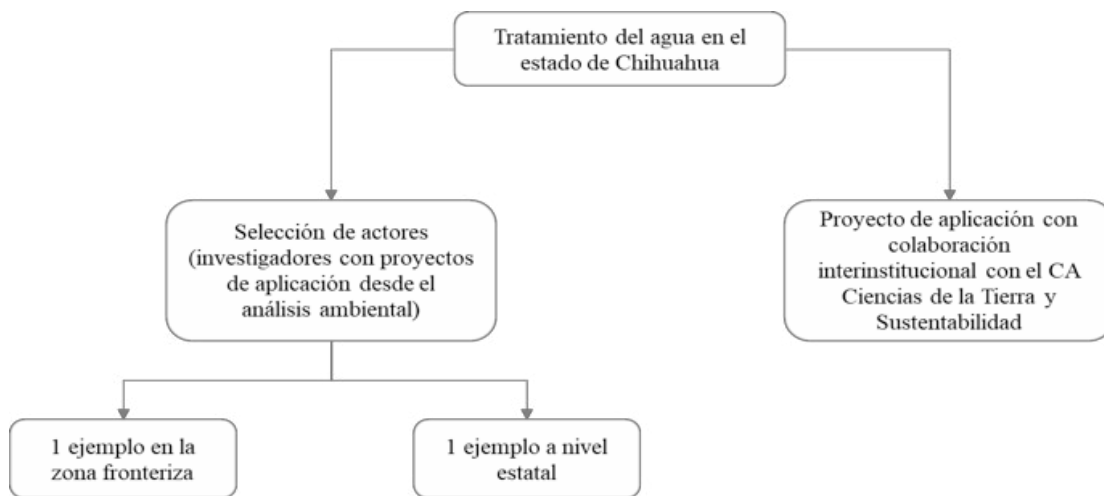 Tratamiento del agua en el
estado de Chihuahua
Selección de actores
(investigadores con proyectos
de aplicación desde el
análisis ambiental)
Proyecto de aplicación con
colaboración
interinstitucional con el CA
Ciencias de la Tierra y
Sustentabilidad
1 ejemplo en la
zona fronteriza
1 ejemplo a nivel
estatal